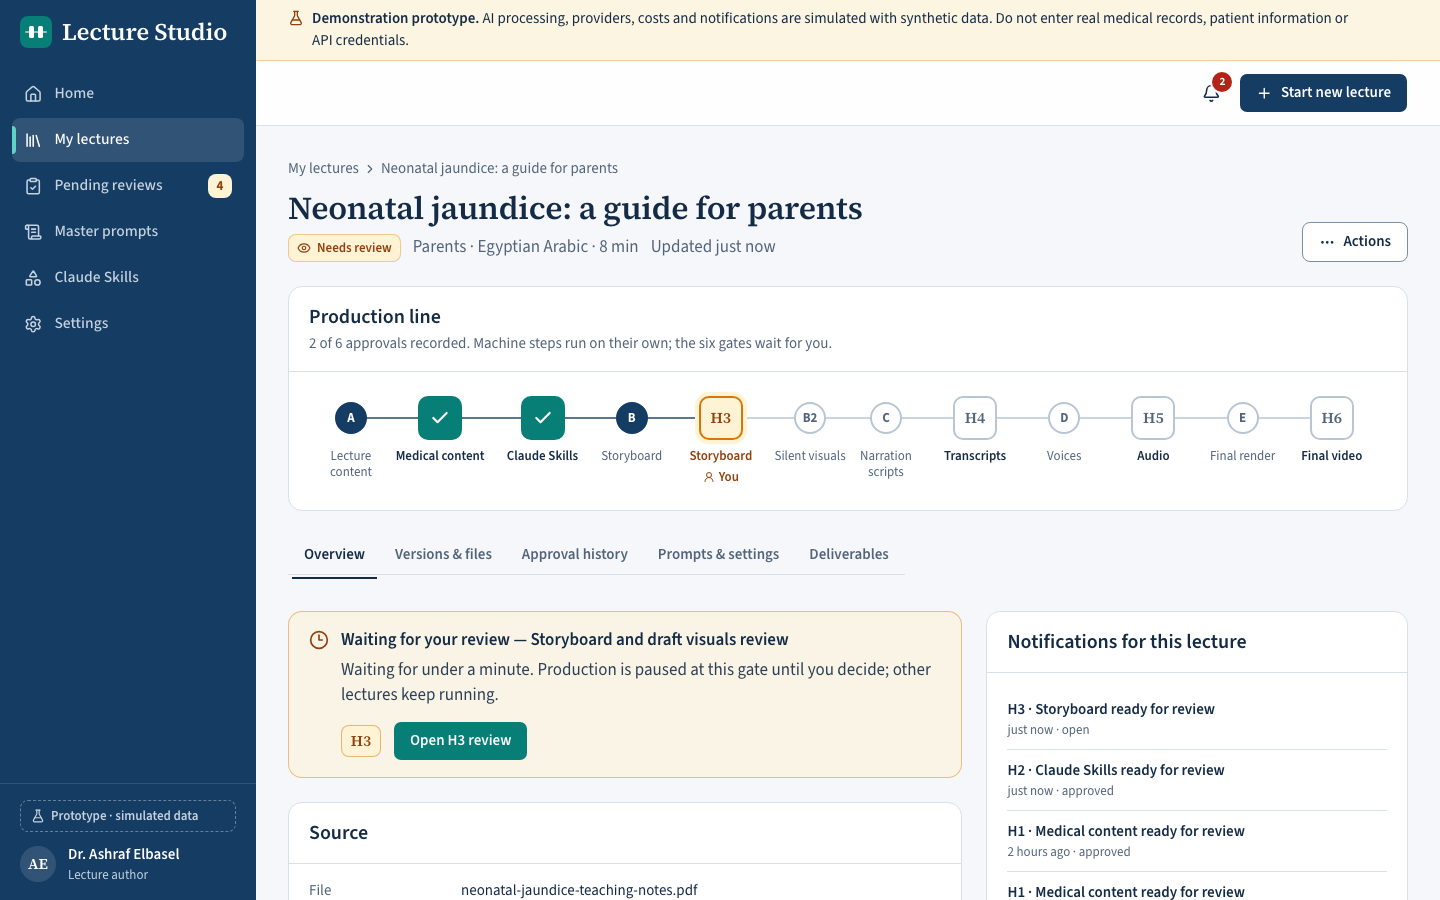 Lecture Studio
Home
My lectures
Pending reviews
4
Master prompts
Claude Skills
Settings
Prototype · simulated data
AE
Dr. Ashraf Elbasel
Lecture author
Demonstration prototype. AI processing, providers, costs and notifications are simulated with synthetic data. Do not enter real medical records, patient information or
API credentials.
2
Start new lecture
My lectures > Neonatal jaundice: a guide for parents
Neonatal jaundice: a guide for parents
Needs review
Parents · Egyptian Arabic · 8 min Updated just now
Actions
Production line
2 of 6 approvals recorded. Machine steps run on their own; the six gates wait for you.
A
Lecture
content
Medical content
Claude Skills
B
Storyboard
H3
Storyboard
You
B2
Silent visuals
C
Narration
scripts
H4
Transcripts
D
Voices
H5
Audio
E
Final render
H6
Final video
Overview
Versions & files
Approval history
Prompts & settings
Deliverables
Waiting for your review — Storyboard and draft visuals review
Waiting for under a minute. Production is paused at this gate until you decide; other
lectures keep running.
H3
Open H3 review
Source
File
neonatal-jaundice-teaching-notes.pdf
Notifications for this lecture
H3 · Storyboard ready for review
just now · open
H2 · Claude Skills ready for review
just now · approved
H1 · Medical content ready for review
2 hours ago · approved
H1 · Medical content ready for review